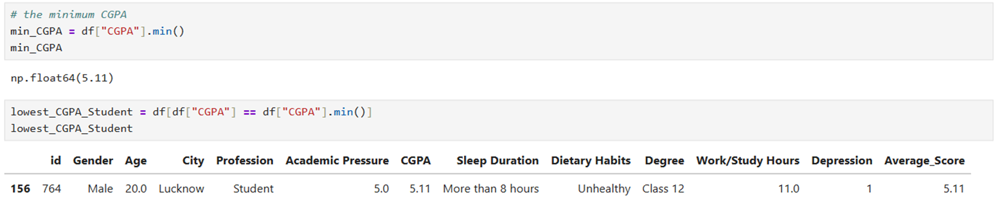 # the minimum CGPA
min_CGPA = df["CGPA"].min()
min_CGPA
np.float64(5.11)
lowest_CGPA_Student = df[df["CGPA"] == df["CGPA"].min()]
lowest_CGPA_Student
id Gender Age City Profession Academic Pressure CGPA Sleep Duration Dietary Habits Degree Work/Study Hours Depression Average_Score
156 764 Male 20.0 Lucknow Student 5.0 5.11 More than 8 hours Unhealthy Class 12 11.0 1 5.11